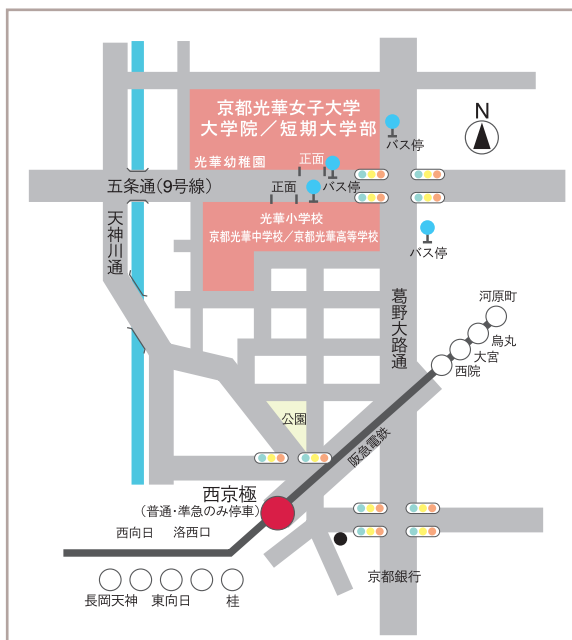 京都光華女子大学
大学院／短期大学部
光華幼稚園
正面
バス停
N
バス停
五条通(9号線)
正面
光華小学校
京都光華中学校／京都光華高等学校
バス停
天神川通
葛野大路通
河原町
烏丸
大宮
西院
公園
阪急電鉄
西京極
(普通・準急のみ停車)
西向日
洛西口
長岡天神
東向日
桂
京都銀行